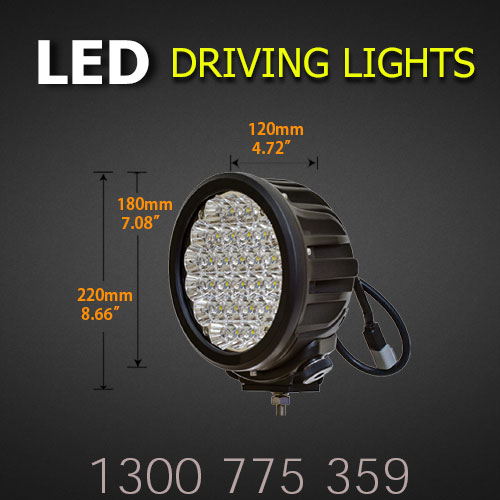 LED DRIVING LIGHTS
120mm
4.72”
180mm
7.08”
220mm
8.66”
1300 775 359